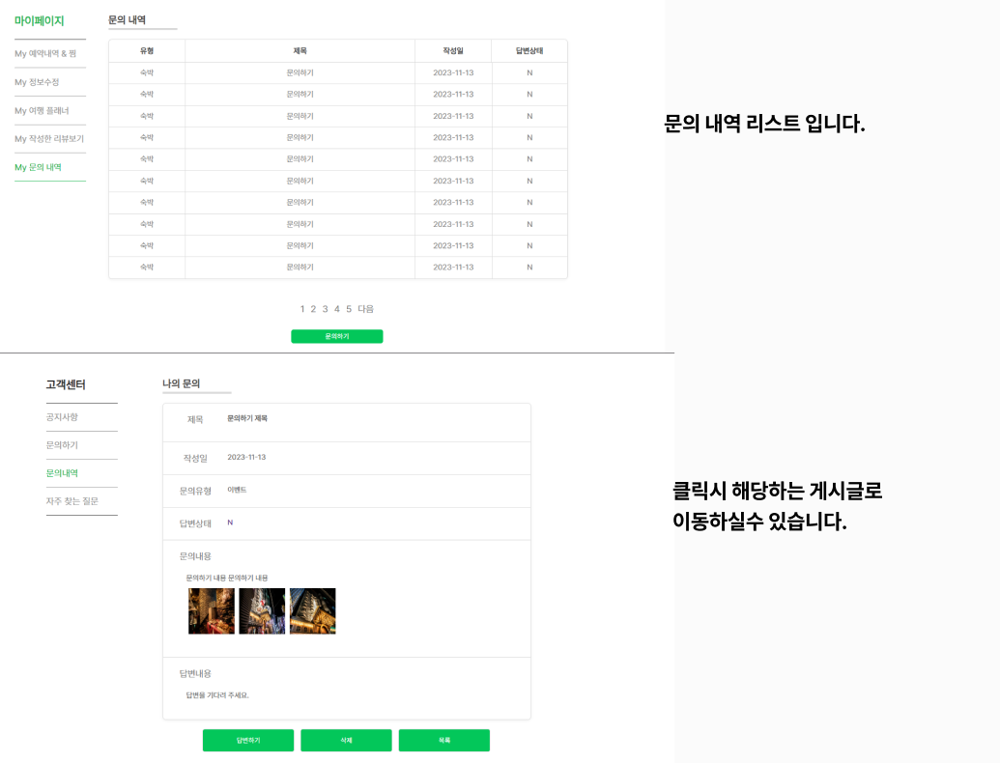 마이페이지
My 예약내역 & 찜
My 정보수정
My 여행 플래너
My 작성한 리뷰보기
My 문의 내역
문의 내역
유형 제목 작성일 답변상태
숙박 문의하기 2023-11-13 N
숙박 문의하기 2023-11-13 N
숙박 문의하기 2023-11-13 N
숙박 문의하기 2023-11-13 N
숙박 문의하기 2023-11-13 N
숙박 문의하기 2023-11-13 N
숙박 문의하기 2023-11-13 N
숙박 문의하기 2023-11-13 N
숙박 문의하기 2023-11-13 N
숙박 문의하기 2023-11-13 N
1 2 3 4 5 다음
문의하기
문의 내역 리스트 입니다.
고객센터
공지사항
문의하기
문의내역
자주 찾는 질문
나의 문의
제목 문의하기 제목
작성일 2023-11-13
문의유형 이벤트
답변상태 N
문의내용
문의하기 내용 문의하기 내용
답변내용
답변을 기다려 주세요.
답변하기 삭제 목록
클릭시 해당하는 게시글로
이동하실수 있습니다.